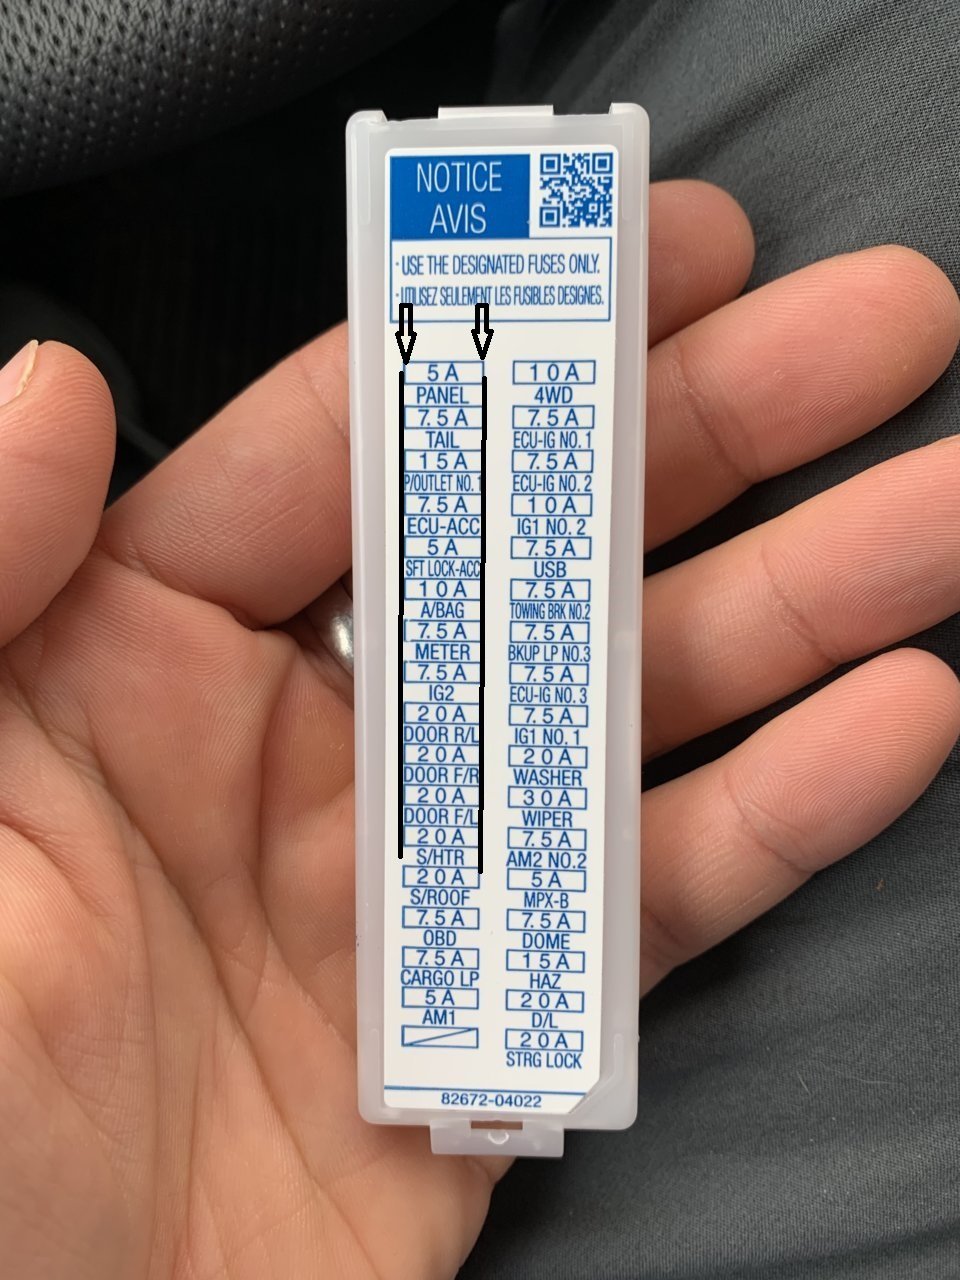 NOTICE
AVIS
· USE THE DESIGNATED FUSES ONLY.
· UTILISEZ SEULEMENT LES FUSIBLES DESIGNES.
5 A
PANEL
7.5 A
TAIL
15 A
P/OUTLET NO. 1
7.5 A
ECU-ACC
5 A
SFT LOCK-ACC
10 A
A/BAG
7.5 A
METER
7.5 A
IG2
20 A
DOOR R/L
20 A
DOOR F/R
20 A
DOOR F/L
20 A
S/HTR
20 A
S/ROOF
7.5 A
OBD
7.5 A
CARGO LP
5 A
AM1
10 A
4WD
7.5 A
ECU-IG NO. 1
7.5 A
ECU-IG NO. 2
10 A
IG1 NO. 2
7.5 A
USB
7.5 A
TOWING BRK NO.2
7.5 A
BKUP LP NO.3
7.5 A
ECU-IG NO. 3
7.5 A
IG1 NO. 1
20 A
WASHER
30 A
WIPER
7.5 A
AM2 NO.2
5 A
MPX-B
7.5 A
DOME
15 A
HAZ
20 A
D/L
20 A
STRG LOCK
82672-04022